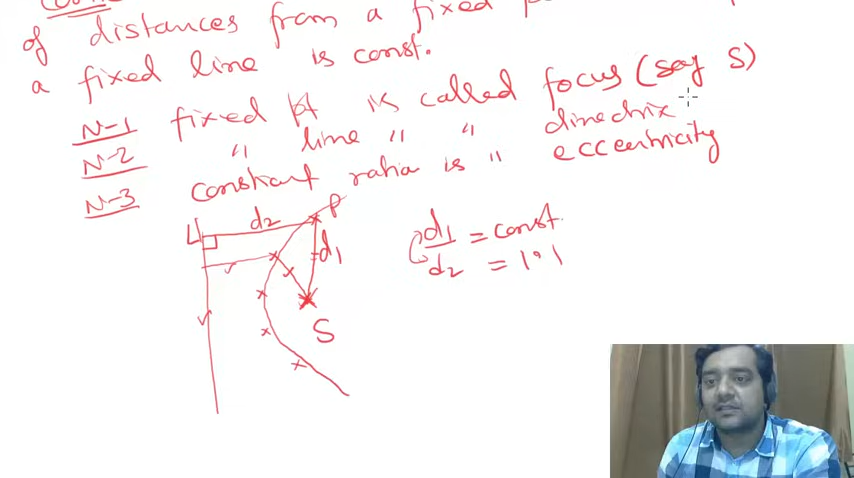 of distances from a fixed
a fixed line is const.
N-1 fixed pt is called focus (say S)
N-2 " line " " directrix
N-3 constant ratio is " eccentricity
L d2 P
d1
S
d1/d2 = const.
= 1.1